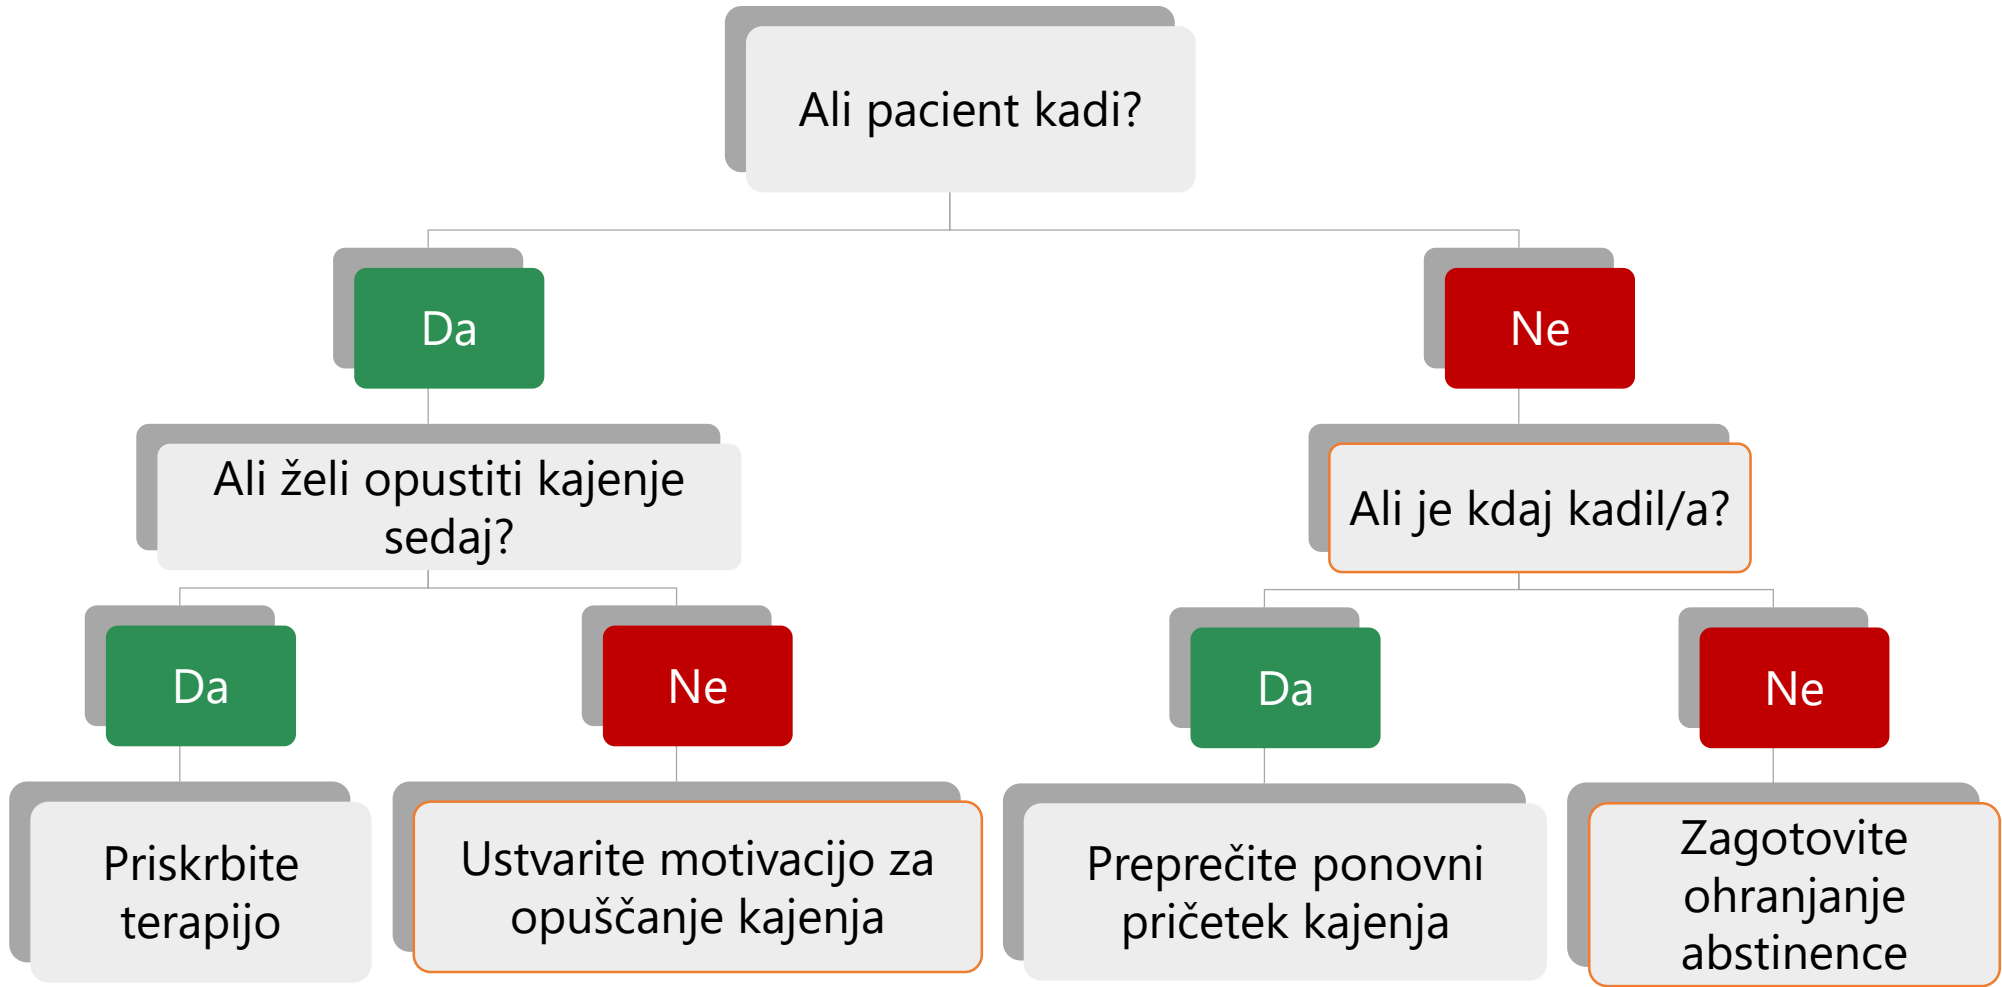 Ali pacient kadi?
Da
Ne
Ali želi opustiti kajenje
sedaj?
Ali je kdaj kadil/a?
Da
Ne
Da
Ne
Priskrbite
terapijo
Ustvarite motivacijo za
opuščanje kajenja
Preprečite ponovni
pričetek kajenja
Zagotovite
ohranjanje
abstinence